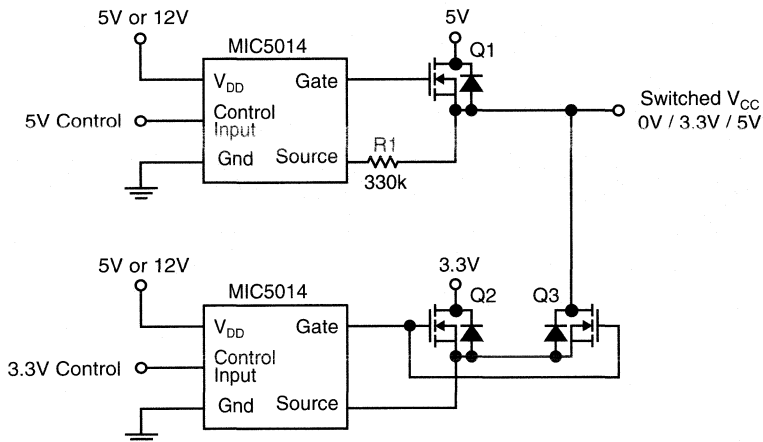 5V or 12V
MIC5014
VDD
Gate
Control
Input
Gnd
Source
5V Control
5V
Q1
R1
330k
Switched VCC
0V / 3.3V / 5V
5V or 12V
MIC5014
VDD
Gate
Control
Input
Gnd
Source
3.3V Control
3.3V
Q2
Q3